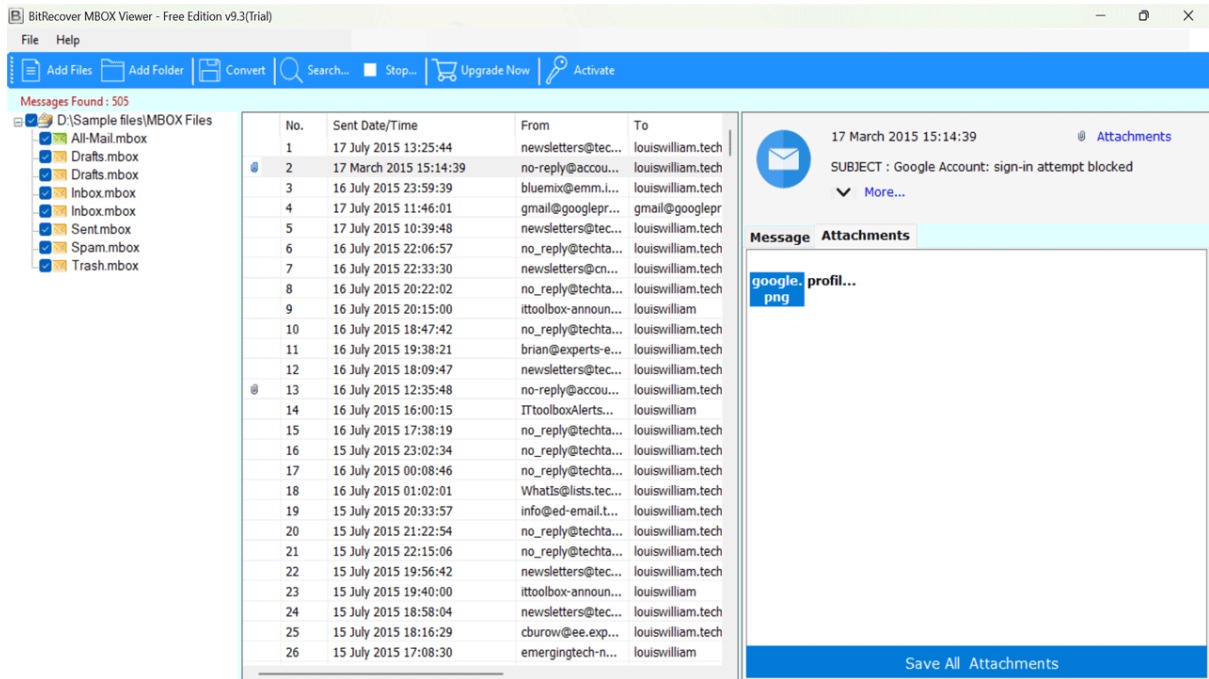 BitRecover MBOX Viewer - Free Edition v9.3(Trial)
File Help
Add Files Add Folder Convert Search... Stop... Upgrade Now Activate
Messages Found : 505
D:\Sample files\MBOX Files
All-Mail.mbox
Drafts.mbox
Drafts.mbox
Inbox.mbox
Inbox.mbox
Sent.mbox
Spam.mbox
Trash.mbox
No. Sent Date/Time From To
1 17 July 2015 13:25:44 newsletters@tec... louiswilliam.tech
2 17 March 2015 15:14:39 no-reply@accou... louiswilliam.tech
3 16 July 2015 23:59:39 bluemix@emm.i... louiswilliam.tech
4 17 July 2015 11:46:01 gmail@googlepr... gmail@googlepr
5 17 July 2015 10:39:48 newsletters@tec... louiswilliam.tech
6 16 July 2015 22:06:57 no_reply@techta... louiswilliam.tech
7 16 July 2015 22:33:30 newsletters@cn... louiswilliam.tech
8 16 July 2015 20:22:02 no_reply@techta... louiswilliam.tech
9 16 July 2015 20:15:00 ittoolbox-announ... louiswilliam
10 16 July 2015 18:47:42 no_reply@techta... louiswilliam.tech
11 16 July 2015 19:38:21 brian@experts-e... louiswilliam.tech
12 16 July 2015 18:09:47 newsletters@tec... louiswilliam.tech
13 16 July 2015 12:35:48 no-reply@accou... louiswilliam.tech
14 16 July 2015 16:00:15 ITtoolboxAlerts... louiswilliam
15 16 July 2015 17:38:19 no_reply@techta... louiswilliam.tech
16 15 July 2015 23:02:34 no_reply@techta... louiswilliam.tech
17 16 July 2015 00:08:46 no_reply@techta... louiswilliam.tech
18 16 July 2015 01:02:01 WhatIs@lists.tec... louiswilliam.tech
19 15 July 2015 20:33:57 info@ed-email.t... louiswilliam.tech
20 15 July 2015 21:22:54 no_reply@techta... louiswilliam.tech
21 15 July 2015 22:15:06 no_reply@techta... louiswilliam.tech
22 15 July 2015 19:56:42 newsletters@tec... louiswilliam.tech
23 15 July 2015 19:40:00 ittoolbox-announ... louiswilliam
24 15 July 2015 18:58:04 newsletters@tec... louiswilliam.tech
25 15 July 2015 18:16:29 cburow@ee.exp... louiswilliam.tech
26 15 July 2015 17:08:30 emergingtech-n... louiswilliam
17 March 2015 15:14:39 Attachments
SUBJECT : Google Account: sign-in attempt blocked
More...
Message Attachments
google. profil...
png
Save All Attachments